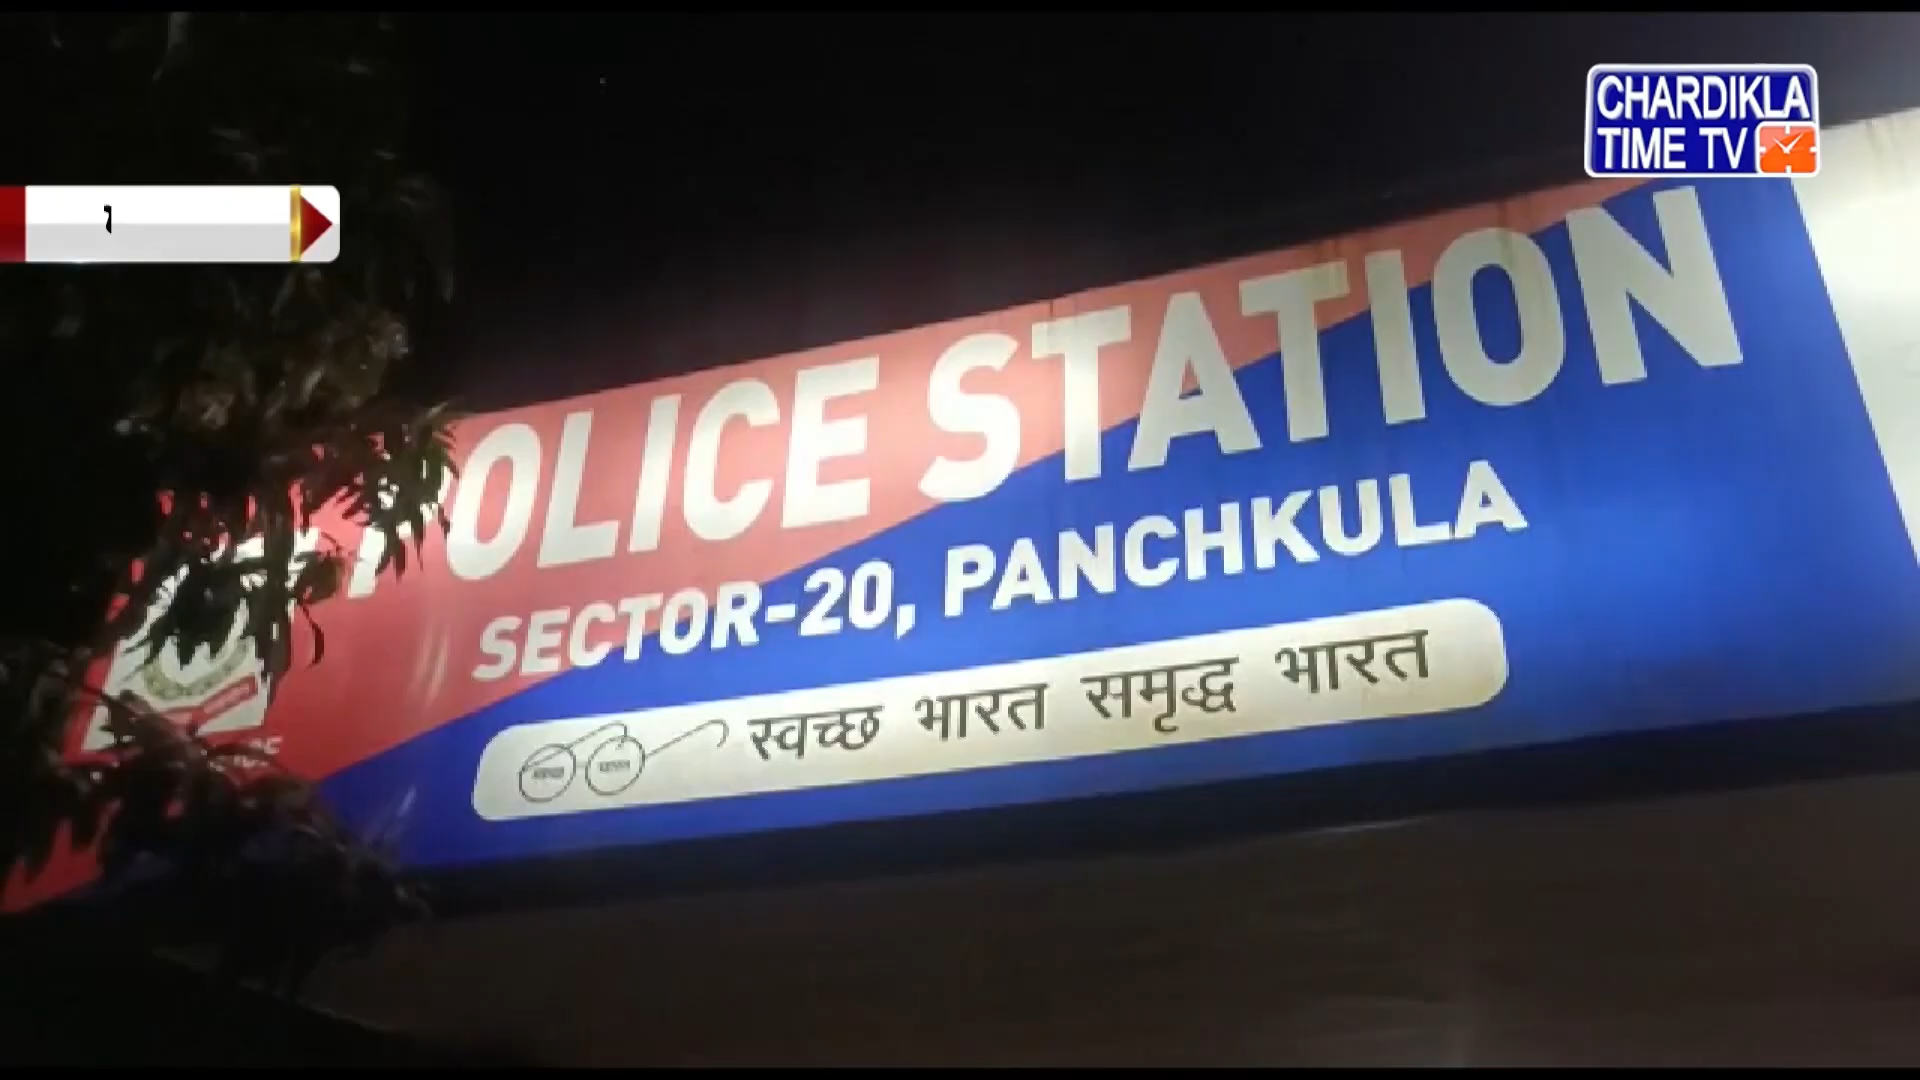 CHARDIKLA
TIME TV
POLICE STATION
SECTOR-20, PANCHKULA
स्वच्छ भारत समृद्ध भारत